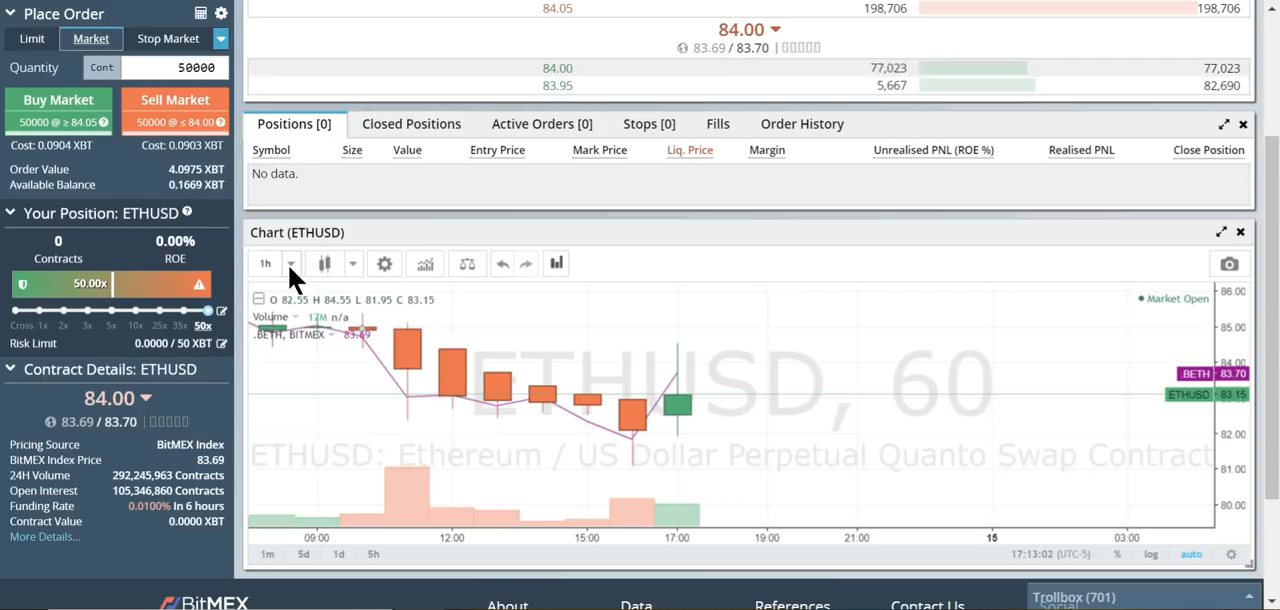 Place Order
Limit Market Stop Market
Quantity Cont 50000
Buy Market Sell Market
50000 @ ≥ 84.05 50000 @ ≤ 84.00
Cost: 0.0904 XBT Cost: 0.0903 XBT
Order Value 4.0975 XBT
Available Balance 0.1669 XBT
Your Position: ETHUSD
0 0.00%
Contracts ROE
50.00x
Cross 1x 2x 3x 5x 10x 25x 35x 50x
Risk Limit 0.0000 / 50 XBT
Contract Details: ETHUSD
84.00
83.69 / 83.70
Pricing Source BitMEX Index
BitMEX Index Price 83.69
24H Volume 292,245,963 Contracts
Open Interest 105,346,860 Contracts
Funding Rate 0.0100% In 6 hours
Contract Value 0.0000 XBT
More Details...
84.05 198,706 198,706
84.00
83.69 / 83.70
84.00 77,023 77,023
83.95 5,667 82,690
Positions [0] Closed Positions Active Orders [0] Stops [0] Fills Order History
Symbol Size Value Entry Price Mark Price Liq. Price Margin Unrealised PNL (ROE %) Realised PNL Close Position
No data.
Chart (ETHUSD)
1h
O 82.55 H 84.55 L 81.95 C 83.15
Volume 17M n/a
.BETH, BITMEX 83.69
Market Open
ETHUSD, 60
ETHUSD: Ethereum / US Dollar Perpetual Quanto Swap Contract
86.00
85.00
84.00
BETH 83.70
ETHUSD 83.15
82.00
81.00
80.00
09:00 12:00 15:00 17:00 19:00 21:00 15 03:00
1m 5d 1d 5h 17:13:02 (UTC-5) % log auto
BitMEX About Data References Contact Us
Trollbox (701)
Social